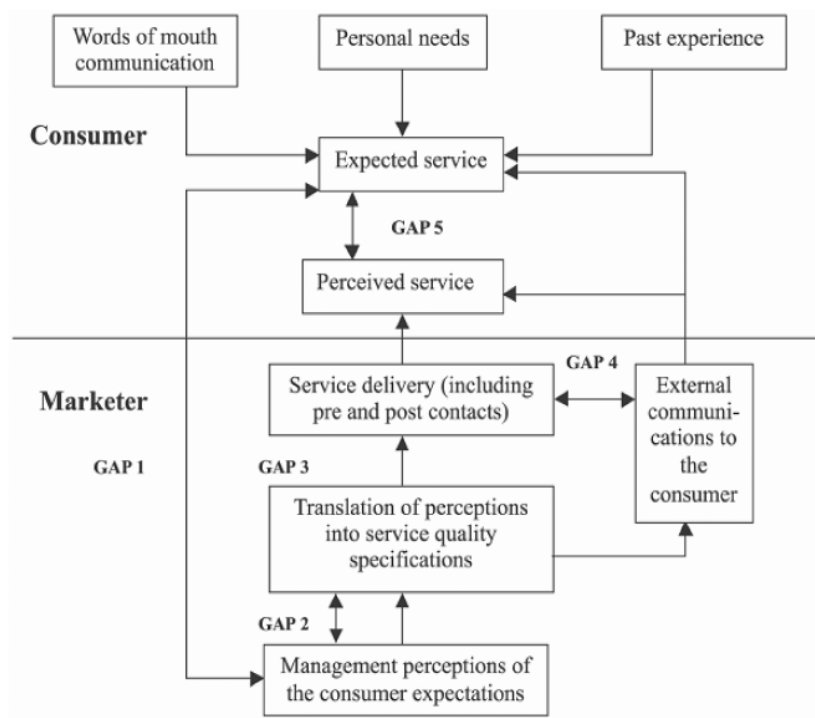 Words of mouth
communication
Personal needs
Past experience
Consumer
Expected service
GAP 5
Perceived service
Marketer
Service delivery (including
pre and post contacts)
GAP 4
External
communi-
cations to
the
consumer
GAP 1
GAP 3
Translation of perceptions
into service quality
specifications
GAP 2
Management perceptions of
the consumer expectations